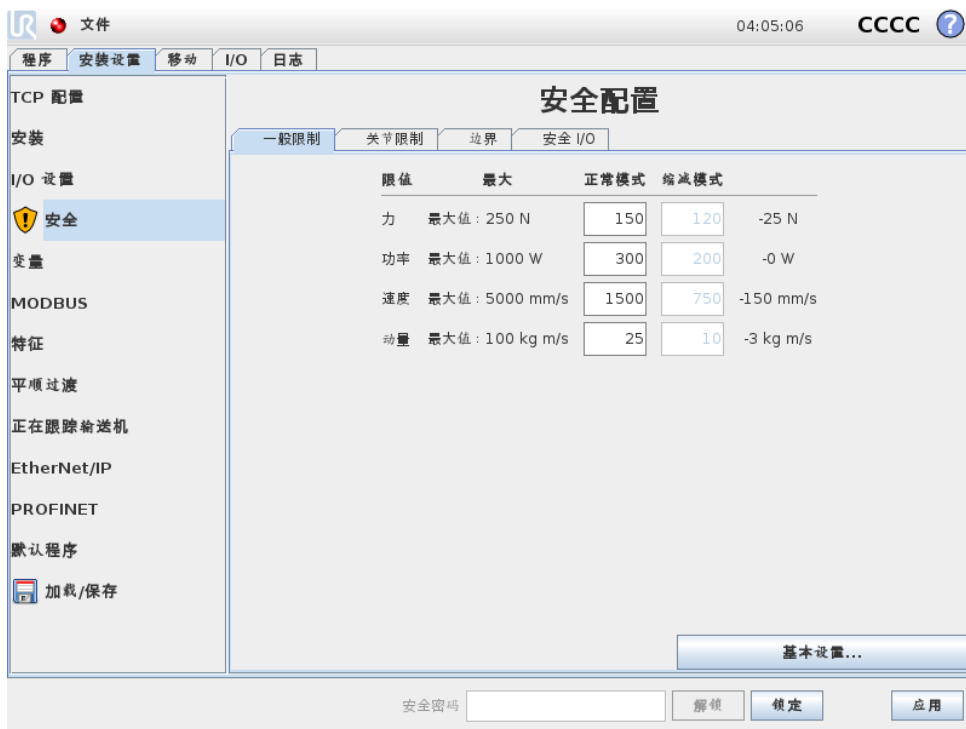 UR 文件 04:05:06 CCCC ?
程序 安装设置 移动 I/O 日志
TCP 配置
安装
I/O 设置
安全
变量
MODBUS
特征
平顺过渡
正在跟踪输送机
EtherNet/IP
PROFINET
默认程序
加载/保存
安全配置
一般限制 关节限制 边界 安全 I/O
限值 最大 正常模式 缩减模式
力 最大值：250 N 150 120 -25 N
功率 最大值：1000 W 300 200 -0 W
速度 最大值：5000 mm/s 1500 750 -150 mm/s
动量 最大值：100 kg m/s 25 10 -3 kg m/s
基本设置...
安全密码 解锁 锁定 应用